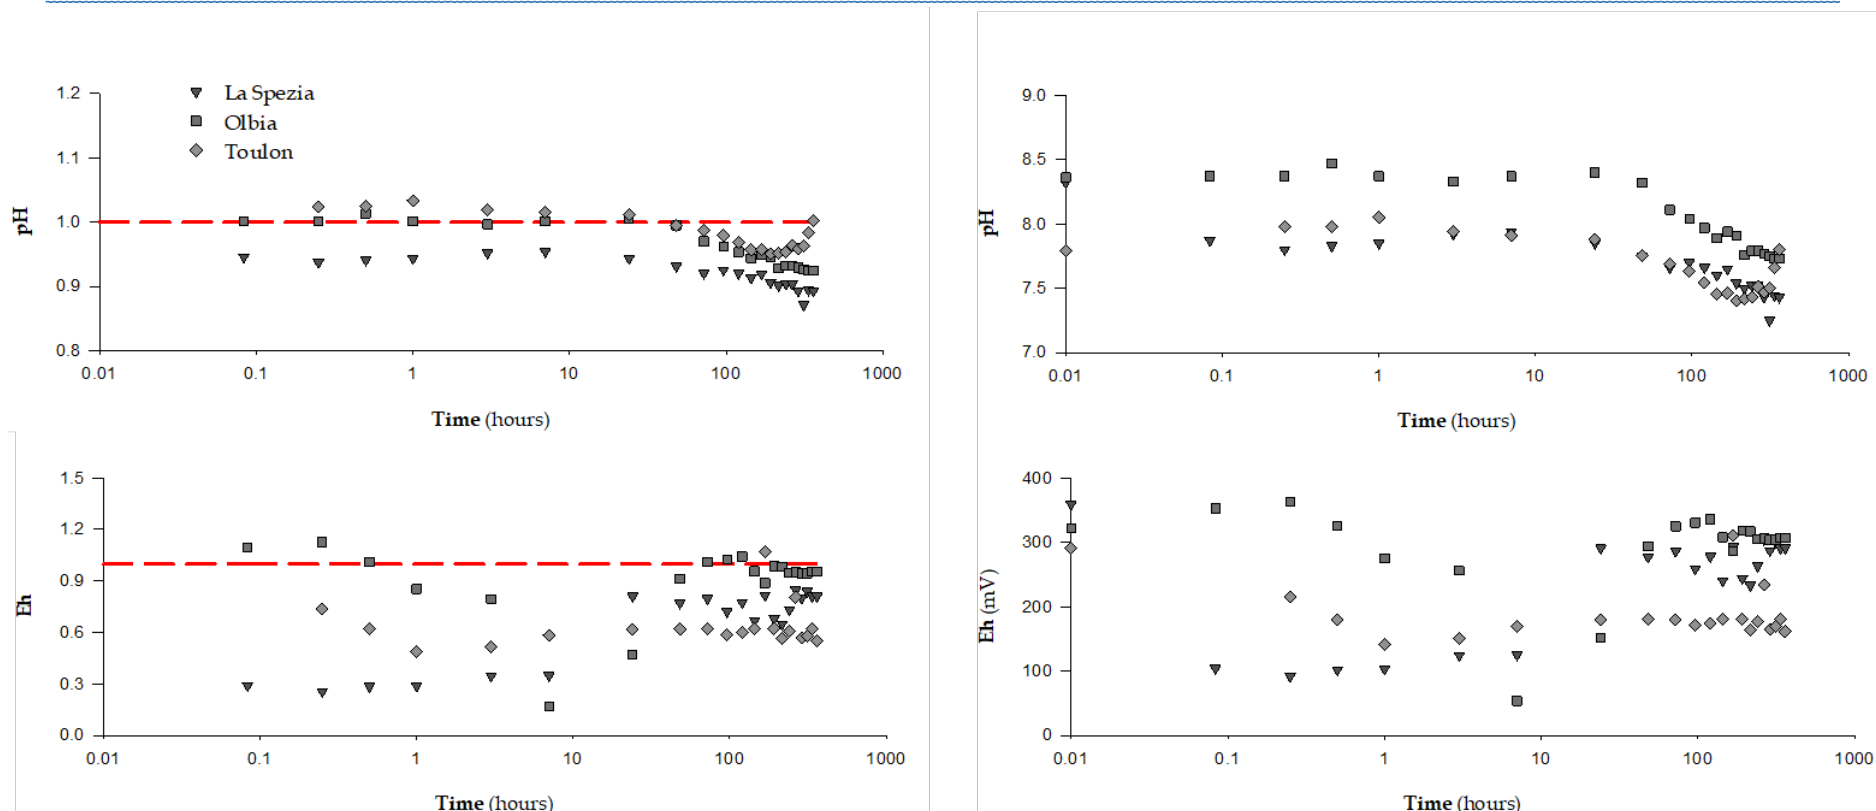 1.2
1.1
1.0
0.9
0.8
pH
La Spezia
Olbia
Toulon
0.01 0.1 1 10 100 1000
Time (hours)
9.0
8.5
8.0
7.5
7.0
pH
0.01 0.1 1 10 100 1000
Time (hours)
1.5
1.2
0.9
0.6
0.3
0.0
Eh
0.01 0.1 1 10 100 1000
Time (hours)
400
300
200
100
0
Eh (mV)
0.01 0.1 1 10 100 1000
Time (hours)